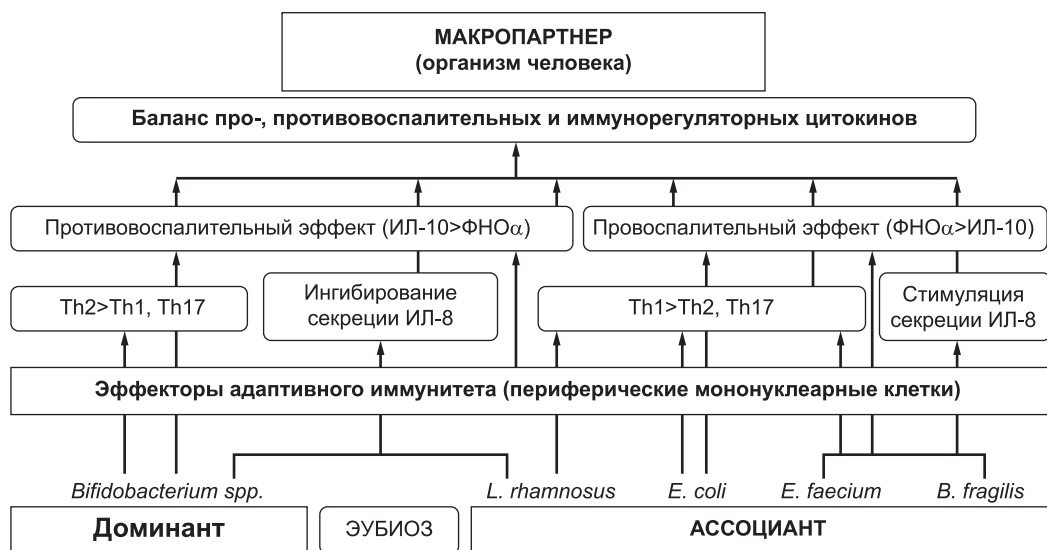 МАКРОПАРТНЕР
(организм человека)
Баланс про-, противовоспалительных и иммунорегуляторных цитокинов
Противовоспалительный эффект (ИЛ-10>ФНОα)
Провоспалительный эффект (ФНОα>ИЛ-10)
Th2>Th1, Th17
Ингибирование
секреции ИЛ-8
Th1>Th2, Th17
Стимуляция
секреции ИЛ-8
Эффекторы адаптивного иммунитета (периферические мононуклеарные клетки)
Bifidobacterium spp.
L. rhamnosus
E. coli
E. faecium
B. fragilis
Доминант
ЭУБИОЗ
АССОЦИАНТ